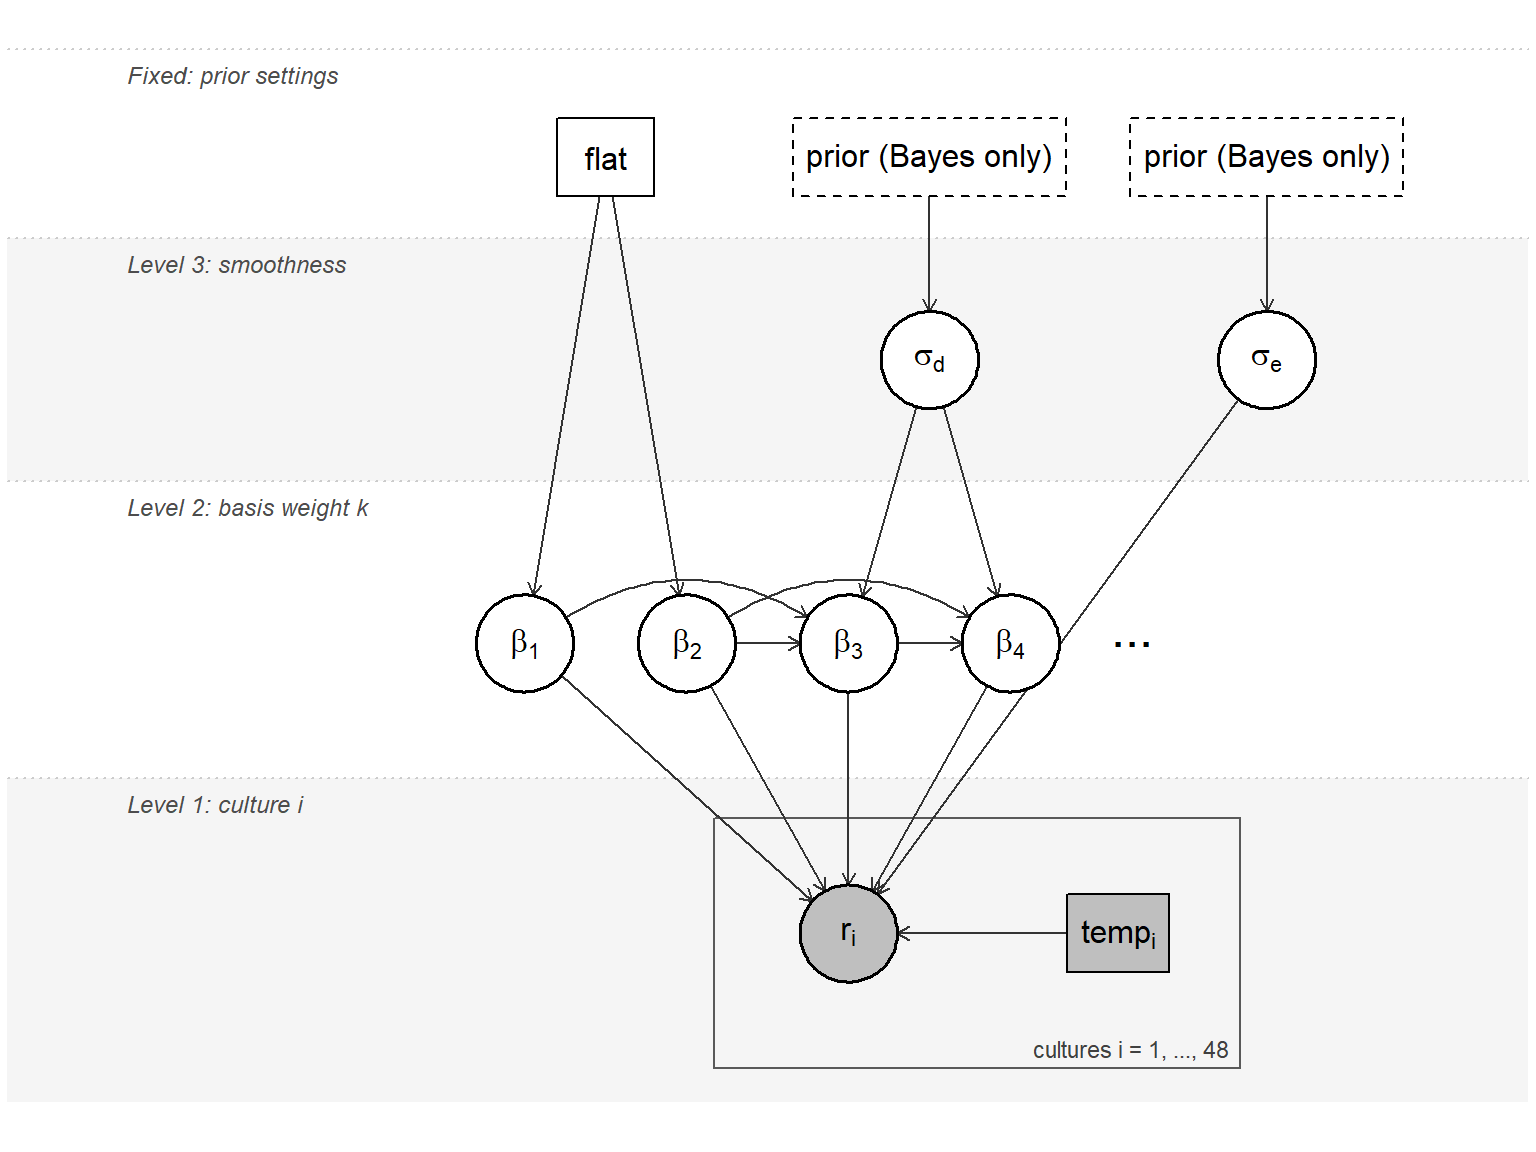 Fixed: prior settings
flat
prior (Bayes only)
prior (Bayes only)
Level 3: smoothness
σd
σe
Level 2: basis weight k
β1
β2
β3
β4
...
Level 1: culture i
ri
tempi
cultures i = 1, ..., 48